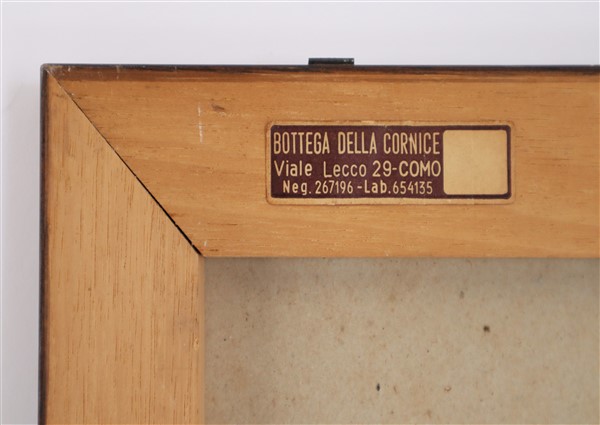 BOTTEGA DELLA CORNICE
Viale Lecco 29-COMO
Neg. 267196 - Lab. 654135